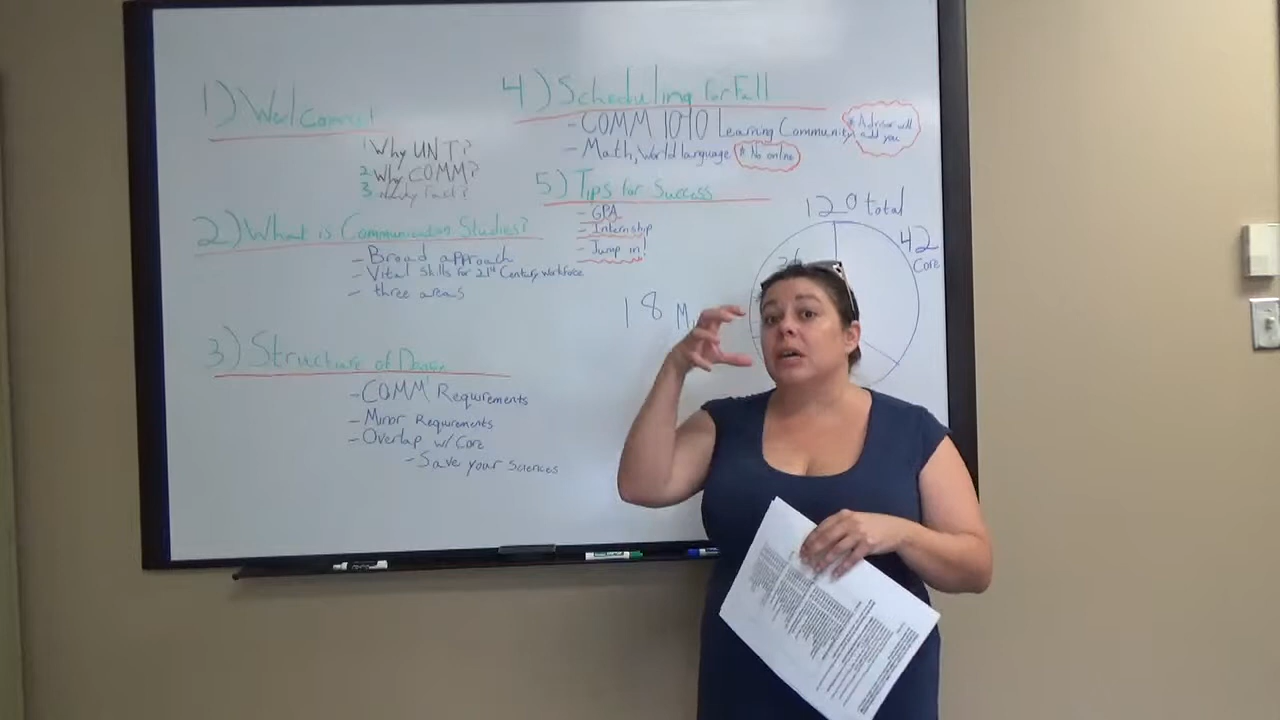 1) Welcome!
1 Why UNT?
2. Why COMM?
3.
2) What is Communication Studies?
- Broad approach
- Vital skills for 21st Century workforce
- three areas
3) Structure of Degree
- COMM Requirements
- Minor Requirements
- Overlap w/ Core
- Save your sciences
4) Scheduling for Fall
- COMM 1010 Learning Community
* Advisor will add you
- Math, World language * No online
5) Tips for Success
- GPA
- Internship
- Jump in!
120 total
42
Core
18